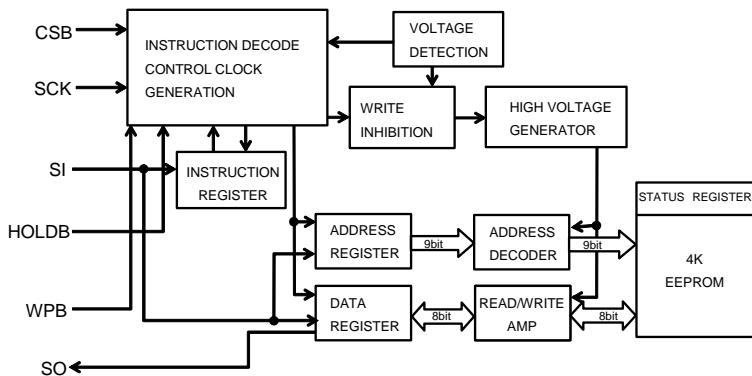 CSB
SCK
SI
HOLDB
WPB
SO
INSTRUCTION DECODE
CONTROL CLOCK
GENERATION
VOLTAGE
DETECTION
WRITE
INHIBITION
HIGH VOLTAGE
GENERATOR
INSTRUCTION
REGISTER
ADDRESS
REGISTER
9bit
ADDRESS
DECODER
9bit
DATA
REGISTER
8bit
READ/WRITE
AMP
8bit
STATUS REGISTER
4K
EEPROM